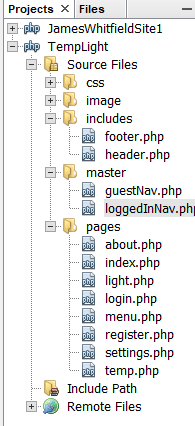 Projects Files
JamesWhitfieldSite1
TempLight
Source Files
css
image
includes
footer.php
header.php
master
guestNav.php
loggedInNav.php
pages
about.php
index.php
light.php
login.php
menu.php
register.php
settings.php
temp.php
Include Path
Remote Files